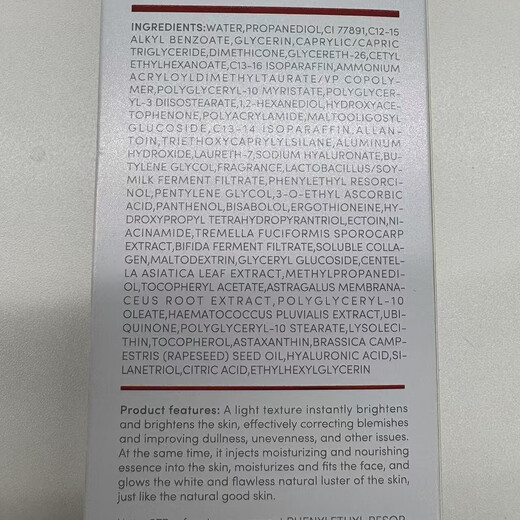 INGREDIENTS:WATER,PROPANEDIOL,CI 77891,C12-15
ALKYL BENZOATE,GLYCERIN,CAPRYLIC/CAPRIC
TRIGLYCERIDE,DIMETHICONE,GLYCERETH-26,CETYL
ETHYLHEXANOATE,C13-16 ISOPARAFFIN,AMMONIUM
ACRYLOYLDIMETHYLTAURATE/VP COPOLY-
MER,POLYGLYCERYL-10 MYRISTATE,POLYGLYCER-
YL-3 DIISOSTEARATE,1,2-HEXANEDIOL,HYDROXYACE-
TOPHENONE,POLYACRYLAMIDE,MALTOOLIGOSYL
GLUCOSIDE,C13-14 ISOPARAFFIN,ALLAN-
TOIN,TRIETHOXYCAPRYLYLSILANE,ALUMINUM
HYDROXIDE,LAURETH-7,SODIUM HYALURONATE,BU-
TYLENE GLYCOL,FRAGRANCE,LACTOBACILLUS/SOY-
MILK FERMENT FILTRATE,PHENYLETHYL RESORCI-
NOL,PENTYLENE GLYCOL,3-O-ETHYL ASCORBIC
ACID,PANTHENOL,BISABOLOL,ERGOTHIONEINE,HY-
DROXYPROPYL TETRAHYDROPYRANTRIOL,ECTOIN,NI-
ACINAMIDE,TREMELLA FUCIFORMIS SPOROCARP
EXTRACT,BIFIDA FERMENT FILTRATE,SOLUBLE COLLA-
GEN,MALTODEXTRIN,GLYCERYL GLUCOSIDE,CENTEL-
LA ASIATICA LEAF EXTRACT,METHYLPROPANEDI-
OL,TOCOPHERYL ACETATE,ASTRAGALUS MEMBRANA-
CEUS ROOT EXTRACT,POLYGLYCERYL-10
OLEATE,HAEMATOCOCCUS PLUVIALIS EXTRACT,UBI-
QUINONE,POLYGLYCERYL-10 STEARATE,LYSOLECI-
THIN,TOCOPHEROL,ASTAXANTHIN,BRASSICA CAMP-
ESTRIS (RAPESEED) SEED OIL,HYALURONIC ACID,SI-
LANETRIOL,CITRIC ACID,ETHYLHEXYLGLYCERIN
Product features: A light texture instantly brightens
and brightens the skin, effectively correcting blemishes
and improving dullness, unevenness, and other issues.
At the same time, it injects moisturizing and nourishing
essence into the skin, moisturizes and fits the face, and
glows the white and flawless natural luster of the skin,
just like the natural good skin.